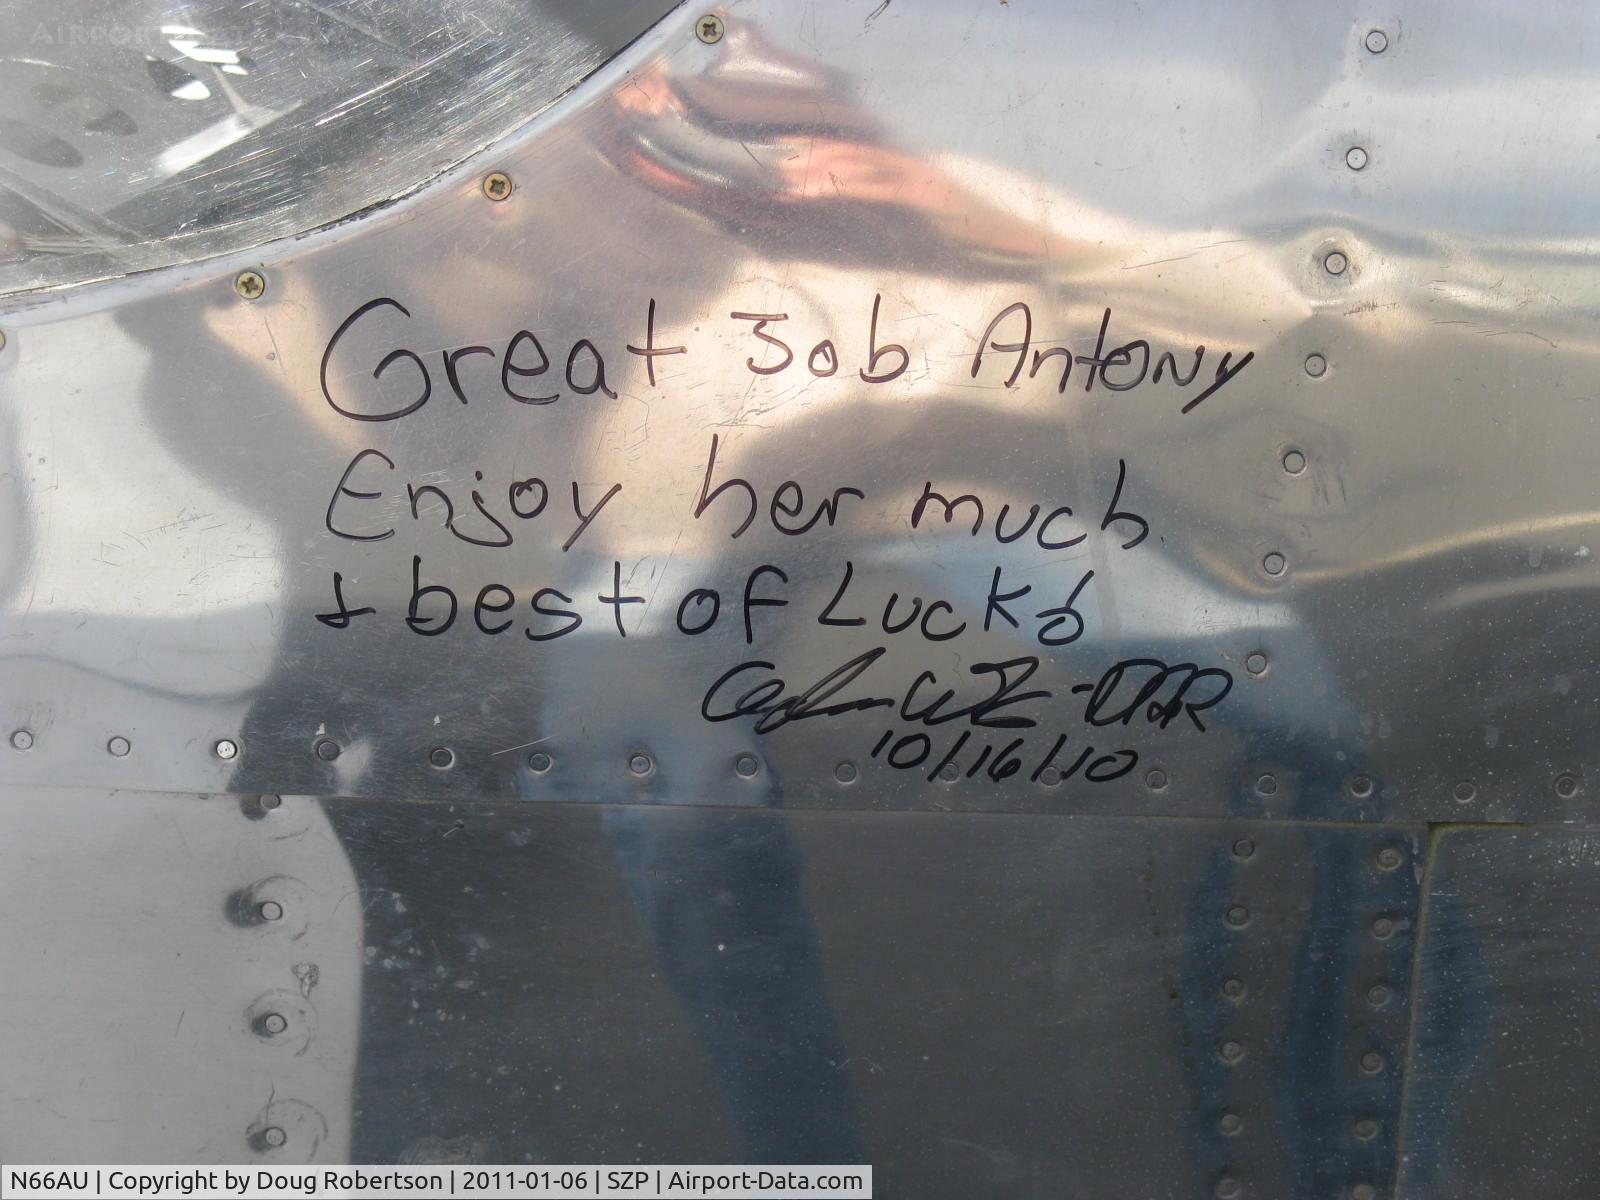 Great Job Antony
Enjoy her much
& best of Luck
-DAR
10/16/10
N66AU | Copyright by Doug Robertson | 2011-01-06 | SZP | Airport-Data.com